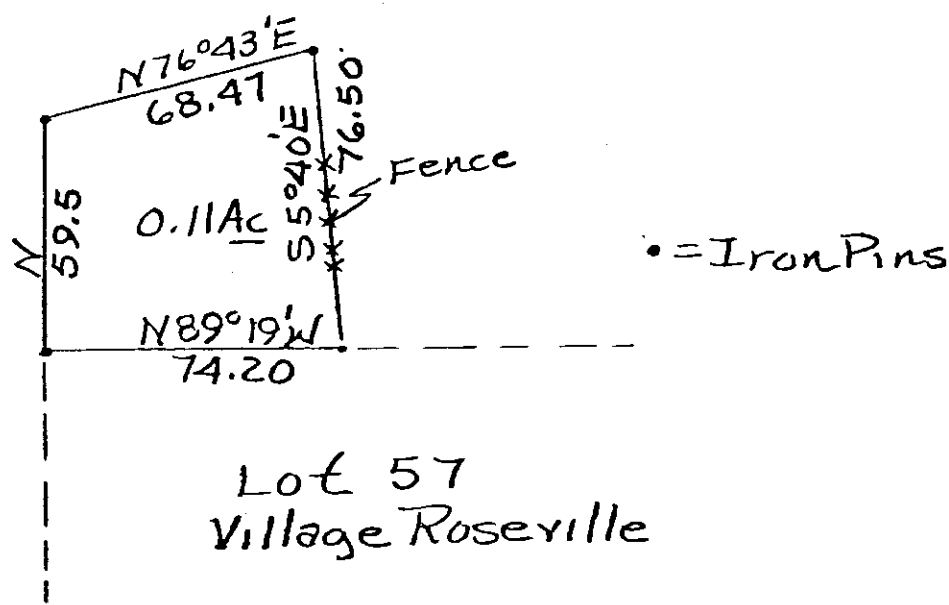 N76°43'E
68.47
S5°40'E
76.50
Fence
N
59.5
0.11Ac
• = Iron Pins
N89°19'W
74.20
Lot 57
Village Roseville